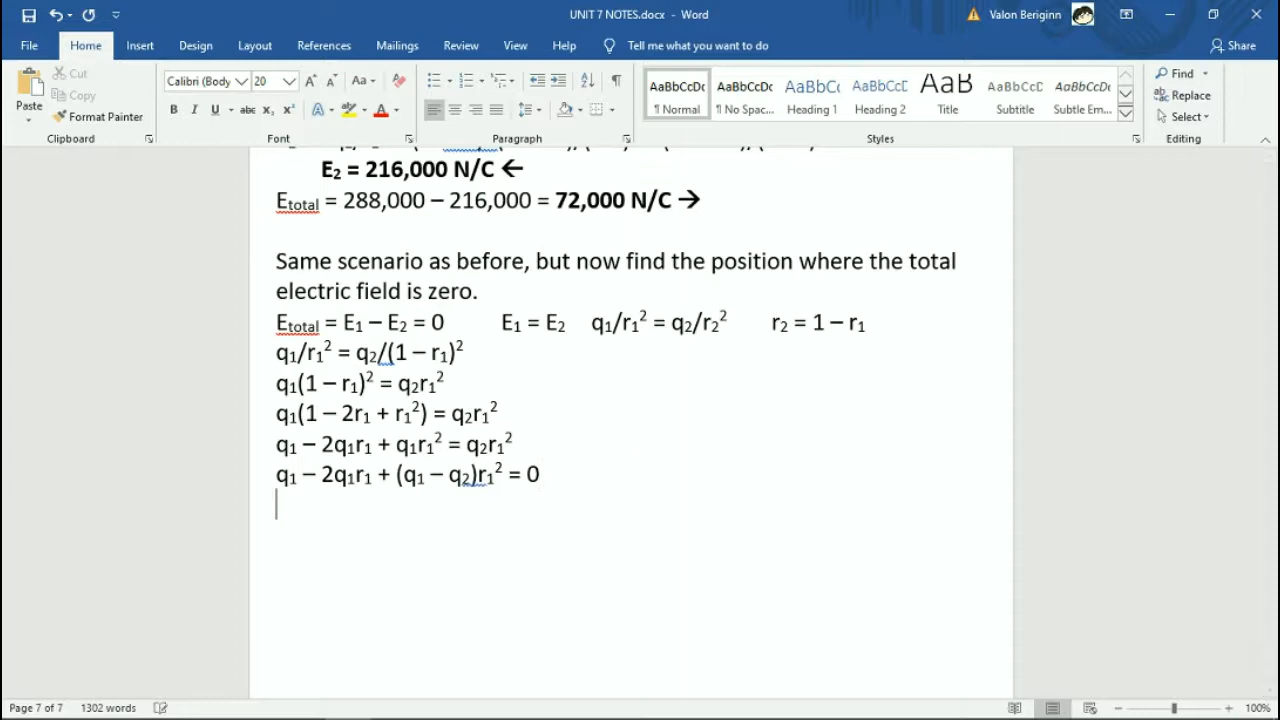 UNIT 7 NOTES.docx - Word
Valon Beriginn
File Home Insert Design Layout References Mailings Review View Help Tell me what you want to do Share
Paste
Cut
Copy
Format Painter
Calibri (Body 20
Aa
B I U abc x₂ x² A A
Clipboard Font Paragraph Styles Editing
AaBbCcDc ¶ Normal
AaBbCcDc ¶ No Spac...
AaBbCc Heading 1
AaBbCcD Heading 2
AaB Title
AaBbCcD Subtitle
AaBbCcDc Subtle Em...
Find
Replace
Select
E₂ = 216,000 N/C ←
Etotal = 288,000 – 216,000 = 72,000 N/C →
Same scenario as before, but now find the position where the total
electric field is zero.
Etotal = E₁ – E₂ = 0 E₁ = E₂ q₁/r₁² = q₂/r₂² r₂ = 1 – r₁
q₁/r₁² = q₂/(1 – r₁)²
q₁(1 – r₁)² = q₂r₁²
q₁(1 – 2r₁ + r₁²) = q₂r₁²
q₁ – 2q₁r₁ + q₁r₁² = q₂r₁²
q₁ – 2q₁r₁ + (q₁ – q₂)r₁² = 0
Page 7 of 7 1302 words 100%